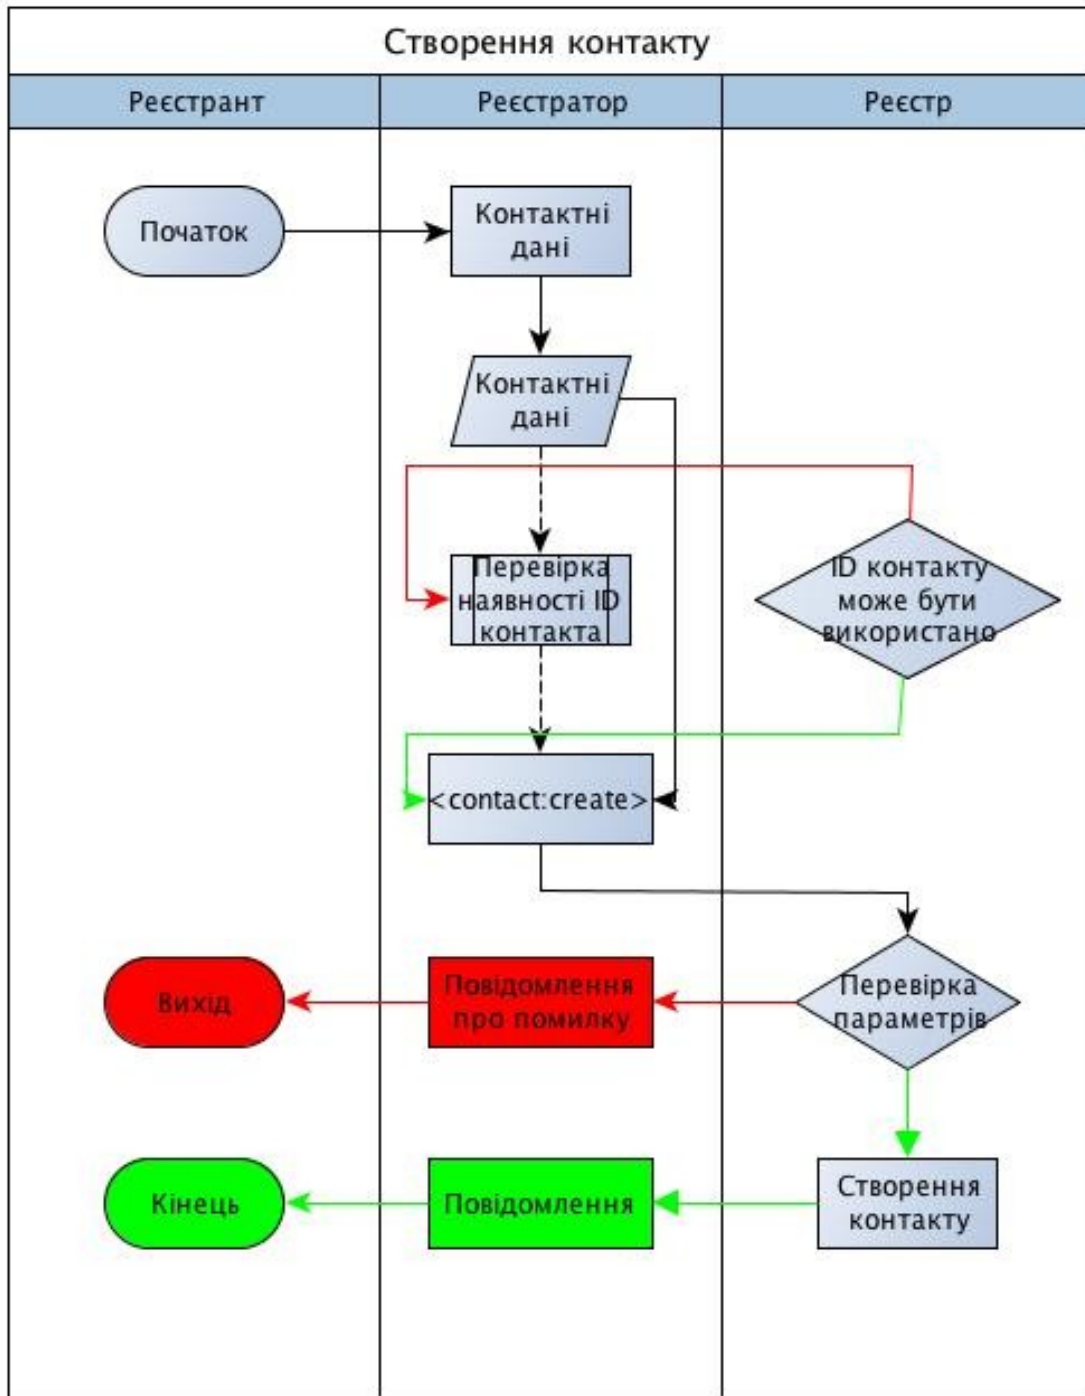 Створення контакту
Реєстрант
Реєстратор
Реєстр
Початок
Контактні
дані
Контактні
дані
Перевірка
наявності ID
контакта
ID контакту
може бути
використано
<contact:create>
Вихід
Повідомлення
про помилку
Перевірка
параметрів
Кінець
Повідомлення
Створення
контакту